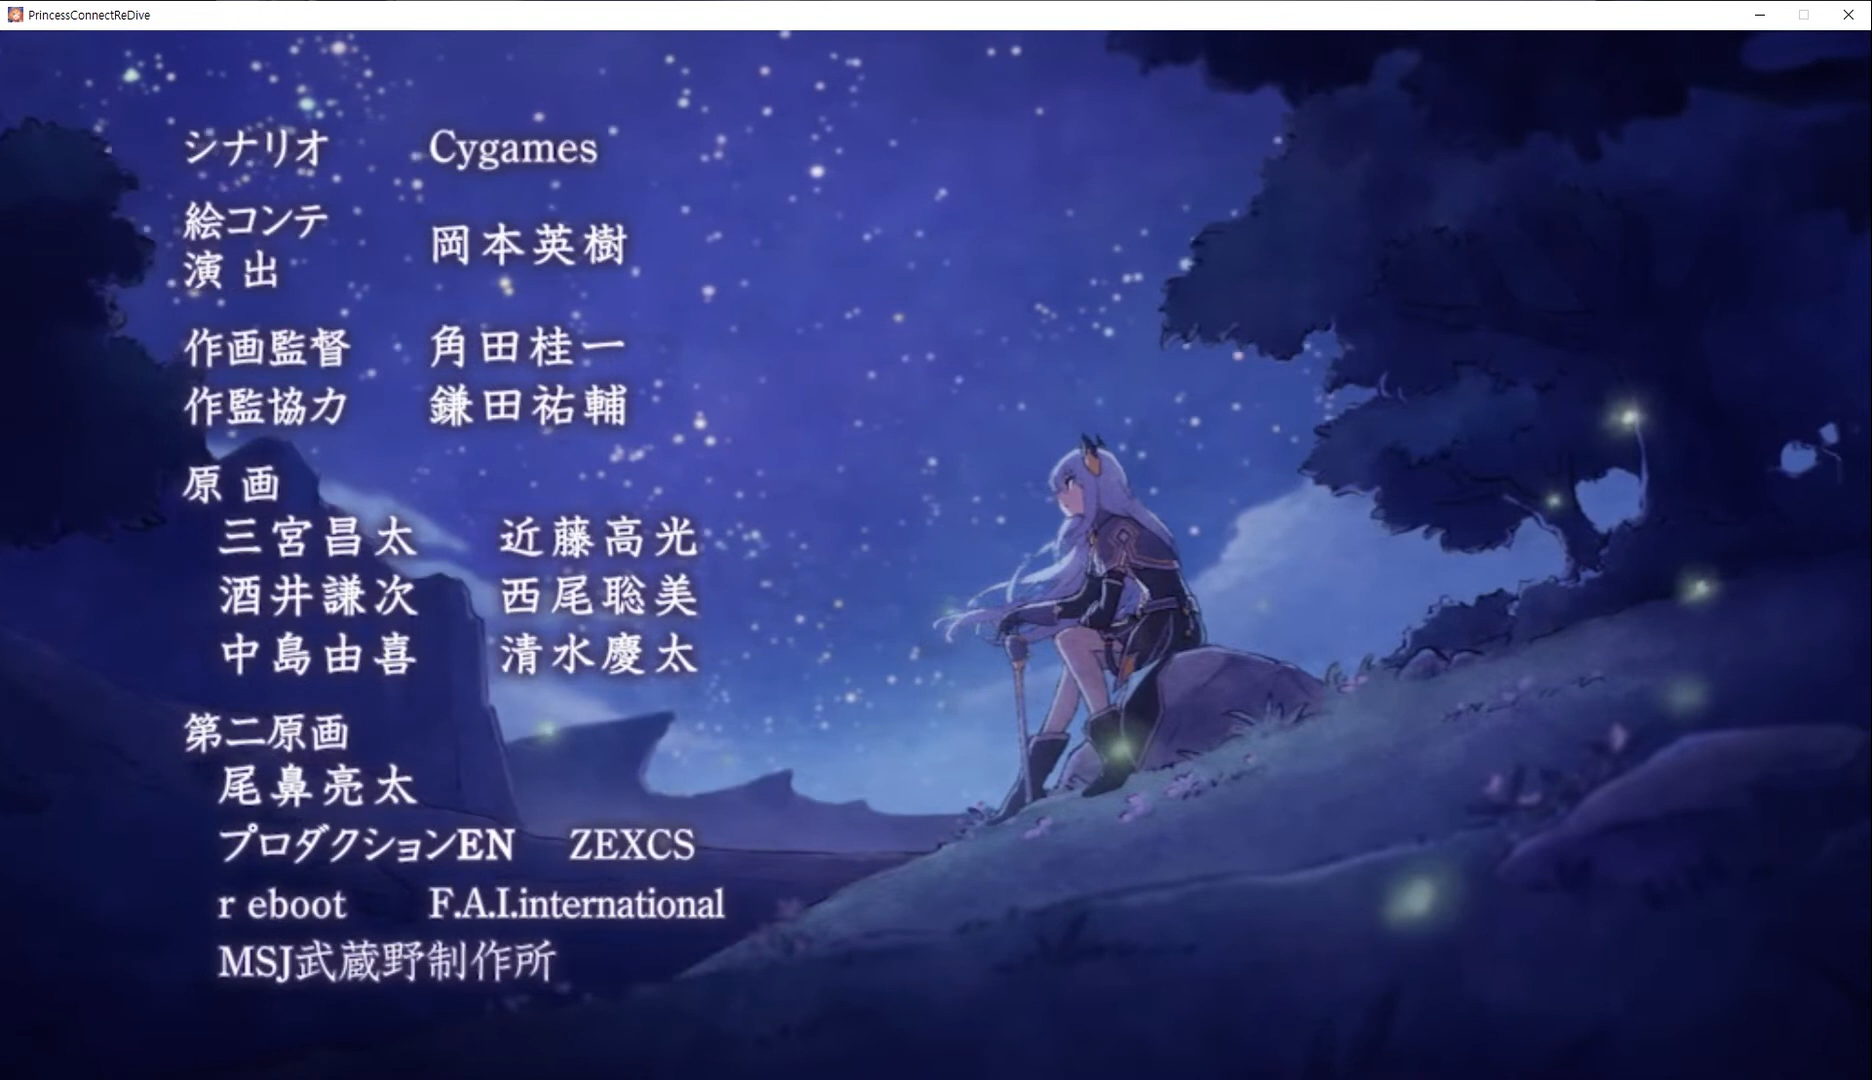 PrincessConnectReDive
シナリオ Cygames
絵コンテ
演出 岡本英樹
作画監督 角田桂一
作監協力 鎌田祐輔
原画
三宮昌太 近藤高光
酒井謙次 西尾聡美
中島由喜 清水慶太
第二原画
尾鼻亮太
プロダクションEN ZEXCS
r eboot F.A.I.international
MSJ武蔵野制作所